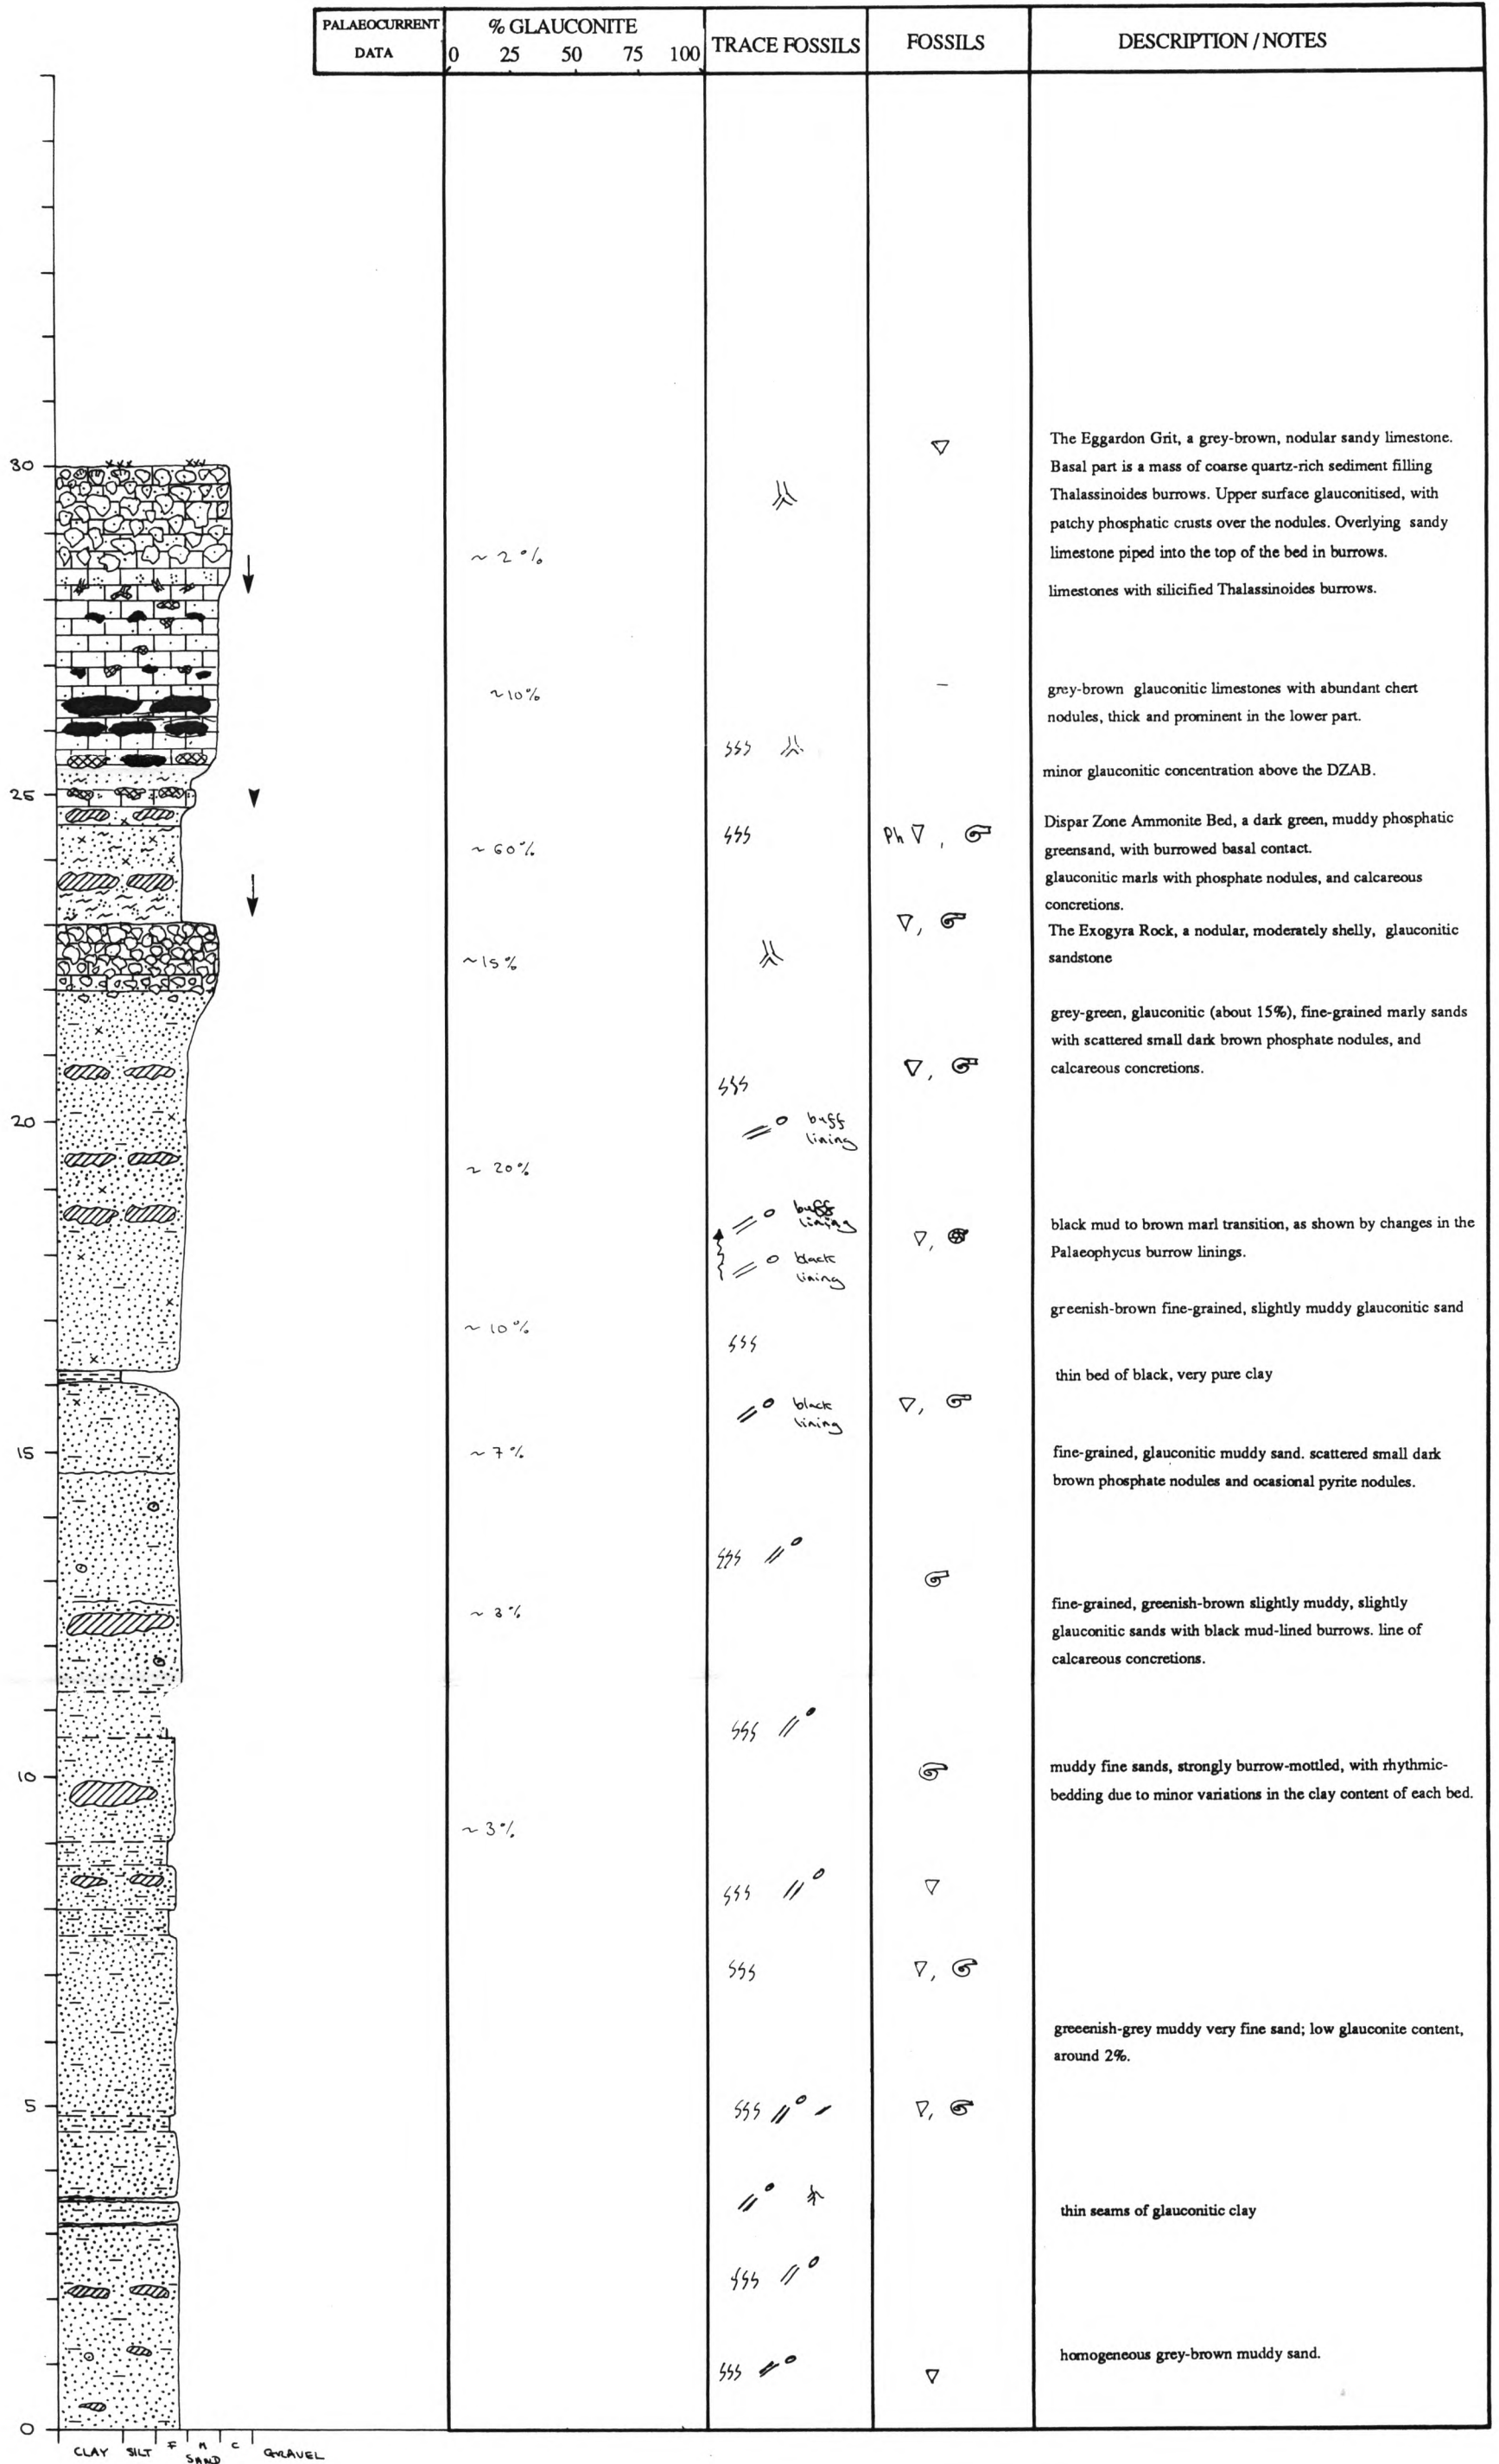 PALAEOCURRENT
DATA
% GLAUCONITE
0 25 50 75 100
TRACE FOSSILS
FOSSILS
DESCRIPTION / NOTES
The Eggardon Grit, a grey-brown, nodular sandy limestone.
Basal part is a mass of coarse quartz-rich sediment filling
Thalassinoides burrows. Upper surface glauconitised, with
patchy phosphatic crusts over the nodules. Overlying sandy
limestone piped into the top of the bed in burrows.
30
~ 2 %
limestones with silicified Thalassinoides burrows.
~ 10%
grey-brown glauconitic limestones with abundant chert
nodules, thick and prominent in the lower part.
minor glauconitic concentration above the DZAB.
25
Dispar Zone Ammonite Bed, a dark green, muddy phosphatic
greensand, with burrowed basal contact.
~ 60%
Ph ,
glauconitic marls with phosphate nodules, and calcareous
concretions.
,
The Exogyra Rock, a nodular, moderately shelly, glauconitic
sandstone
~ 15%
grey-green, glauconitic (about 15%), fine-grained marly sands
with scattered small dark brown phosphate nodules, and
calcareous concretions.
,
20
buff
lining
~ 20%
buff
lining
black
lining
,
black mud to brown marl transition, as shown by changes in the
Palaeophycus burrow linings.
greenish-brown fine-grained, slightly muddy glauconitic sand
~ 10%
thin bed of black, very pure clay
black
lining
,
15
~ 7%
fine-grained, glauconitic muddy sand. scattered small dark
brown phosphate nodules and ocasional pyrite nodules.
~ 3%
fine-grained, greenish-brown slightly muddy, slightly
glauconitic sands with black mud-lined burrows. line of
calcareous concretions.
10
muddy fine sands, strongly burrow-mottled, with rhythmic-
bedding due to minor variations in the clay content of each bed.
~ 3%
,
greeenish-grey muddy very fine sand; low glauconite content,
around 2%.
5
,
thin seams of glauconitic clay
homogeneous grey-brown muddy sand.
0
CLAY SILT F M C GRAVEL
SAND